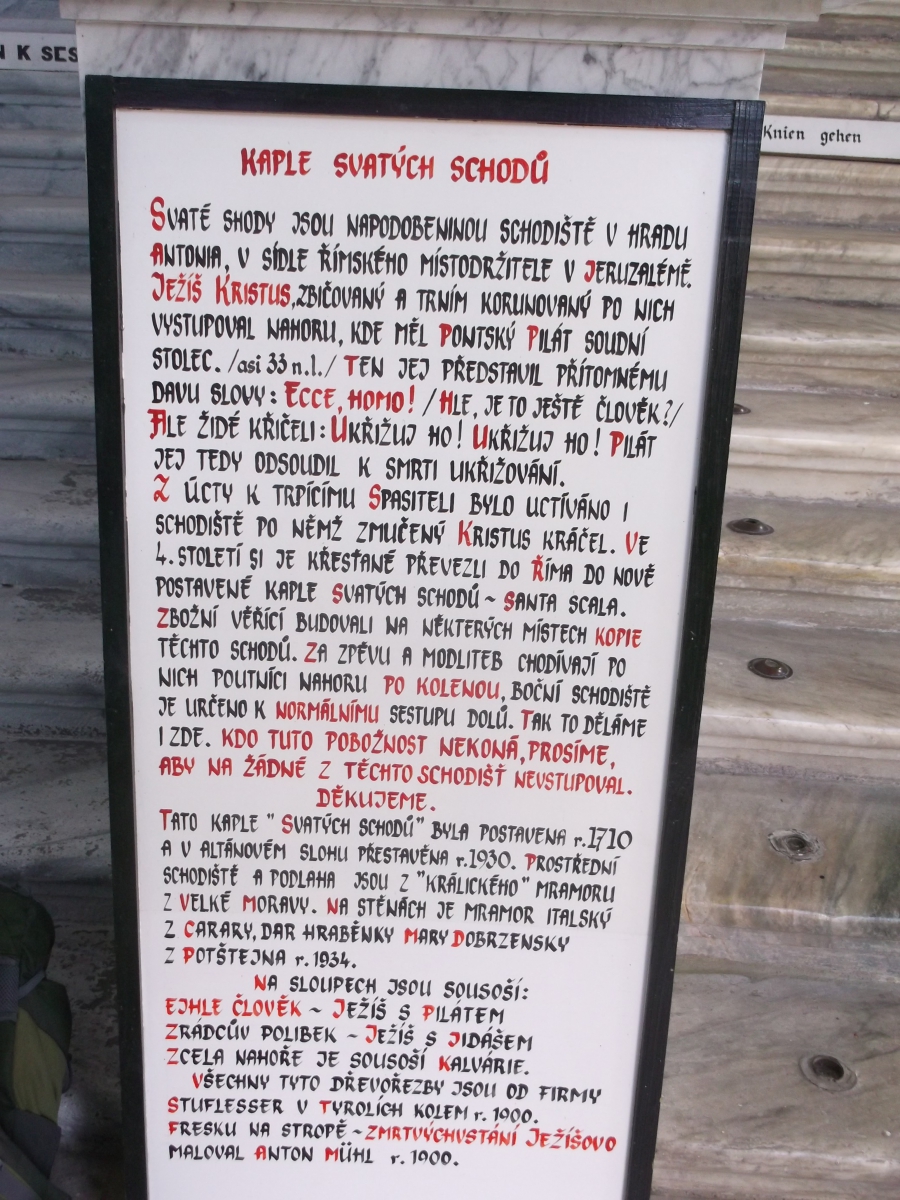 N K SES
Knien gehen
KAPLE SVATÝCH SCHODŮ
SVATÉ SHODY JSOU NAPODOBENINOU SCHODIŠTĚ V HRADU
ANTONIA, V SÍDLE ŘÍMSKÉHO MÍSTODRŽITELE V JERUZALÉMĚ.
JEŽÍŠ KRISTUS, ZBIČOVANÝ A TRNÍM KORUNOVANÝ PO NICH
VYSTUPOVAL NAHORU, KDE MĚL PONTSKÝ PILÁT SOUDNÍ
STOLEC. /asi 33 n.l./ TEN JEJ PŘEDSTAVIL PŘÍTOMNÉMU
DAVU SLOVY: ECCE, HOMO! /HLE, JE TO JEŠTĚ ČLOVĚK?/
ALE ŽIDÉ KŘIČELI: UKŘIŽUJ HO! UKŘIŽUJ HO! PILÁT
JEJ TEDY ODSOUDIL K SMRTI UKŘIŽOVÁNÍ.
Z ÚCTY K TRPÍCÍMU SPASITELI BYLO UCTÍVÁNO I
SCHODIŠTĚ PO NĚMŽ ZMUČENÝ KRISTUS KRÁČEL. VE
4. STOLETÍ SI JE KŘESŤANÉ PŘEVEZLI DO ŘÍMA DO NOVĚ
POSTAVENÉ KAPLE SVATÝCH SCHODŮ ~ SANTA SCALA.
ZBOŽNÍ VĚŘÍCÍ BUDOVALI NA NĚKTERÝCH MÍSTECH KOPIE
TĚCHTO SCHODŮ. ZA ZPĚVU A MODLITEB CHODÍVAJÍ PO
NICH POUTNÍCI NAHORU PO KOLENOU, BOČNÍ SCHODIŠTĚ
JE URČENO K NORMÁLNÍMU SESTUPU DOLŮ. TAK TO DĚLÁME
I ZDE. KDO TUTO POBOŽNOST NEKONÁ, PROSÍME,
ABY NA ŽÁDNÉ Z TĚCHTO SCHODIŠŤ NEVSTUPOVAL.
DĚKUJEME.
TATO KAPLE "SVATÝCH SCHODŮ" BYLA POSTAVENA r. 1710
A V ALTÁNOVÉM SLOHU PŘESTAVĚNA r. 1930. PROSTŘEDNÍ
SCHODIŠTĚ A PODLAHA JSOU Z "KRÁLICKÉHO" MRAMORU
Z VELKÉ MORAVY. NA STĚNÁCH JE MRAMOR ITALSKÝ
Z CARARY, DAR HRABĚNKY MARY DOBRZENSKY
Z POTŠTEJNA r. 1934.
NA SLOUPECH JSOU SOUSOŠÍ:
EJHLE ČLOVĚK ~ JEŽÍŠ S PILÁTEM
ZRÁDCŮV POLIBEK ~ JEŽÍŠ S JIDÁŠEM
ZCELA NAHOŘE JE SOUSOŠÍ KALVÁRIE.
VŠECHNY TYTO DŘEVOŘEZBY JSOU OD FIRMY
STUFLESSER V TYROLÍCH KOLEM r. 1900.
FRESKU NA STROPĚ ~ ZMRTVÝCHVSTÁNÍ JEŽÍŠOVO
MALOVAL ANTON MÜHL r. 1900.